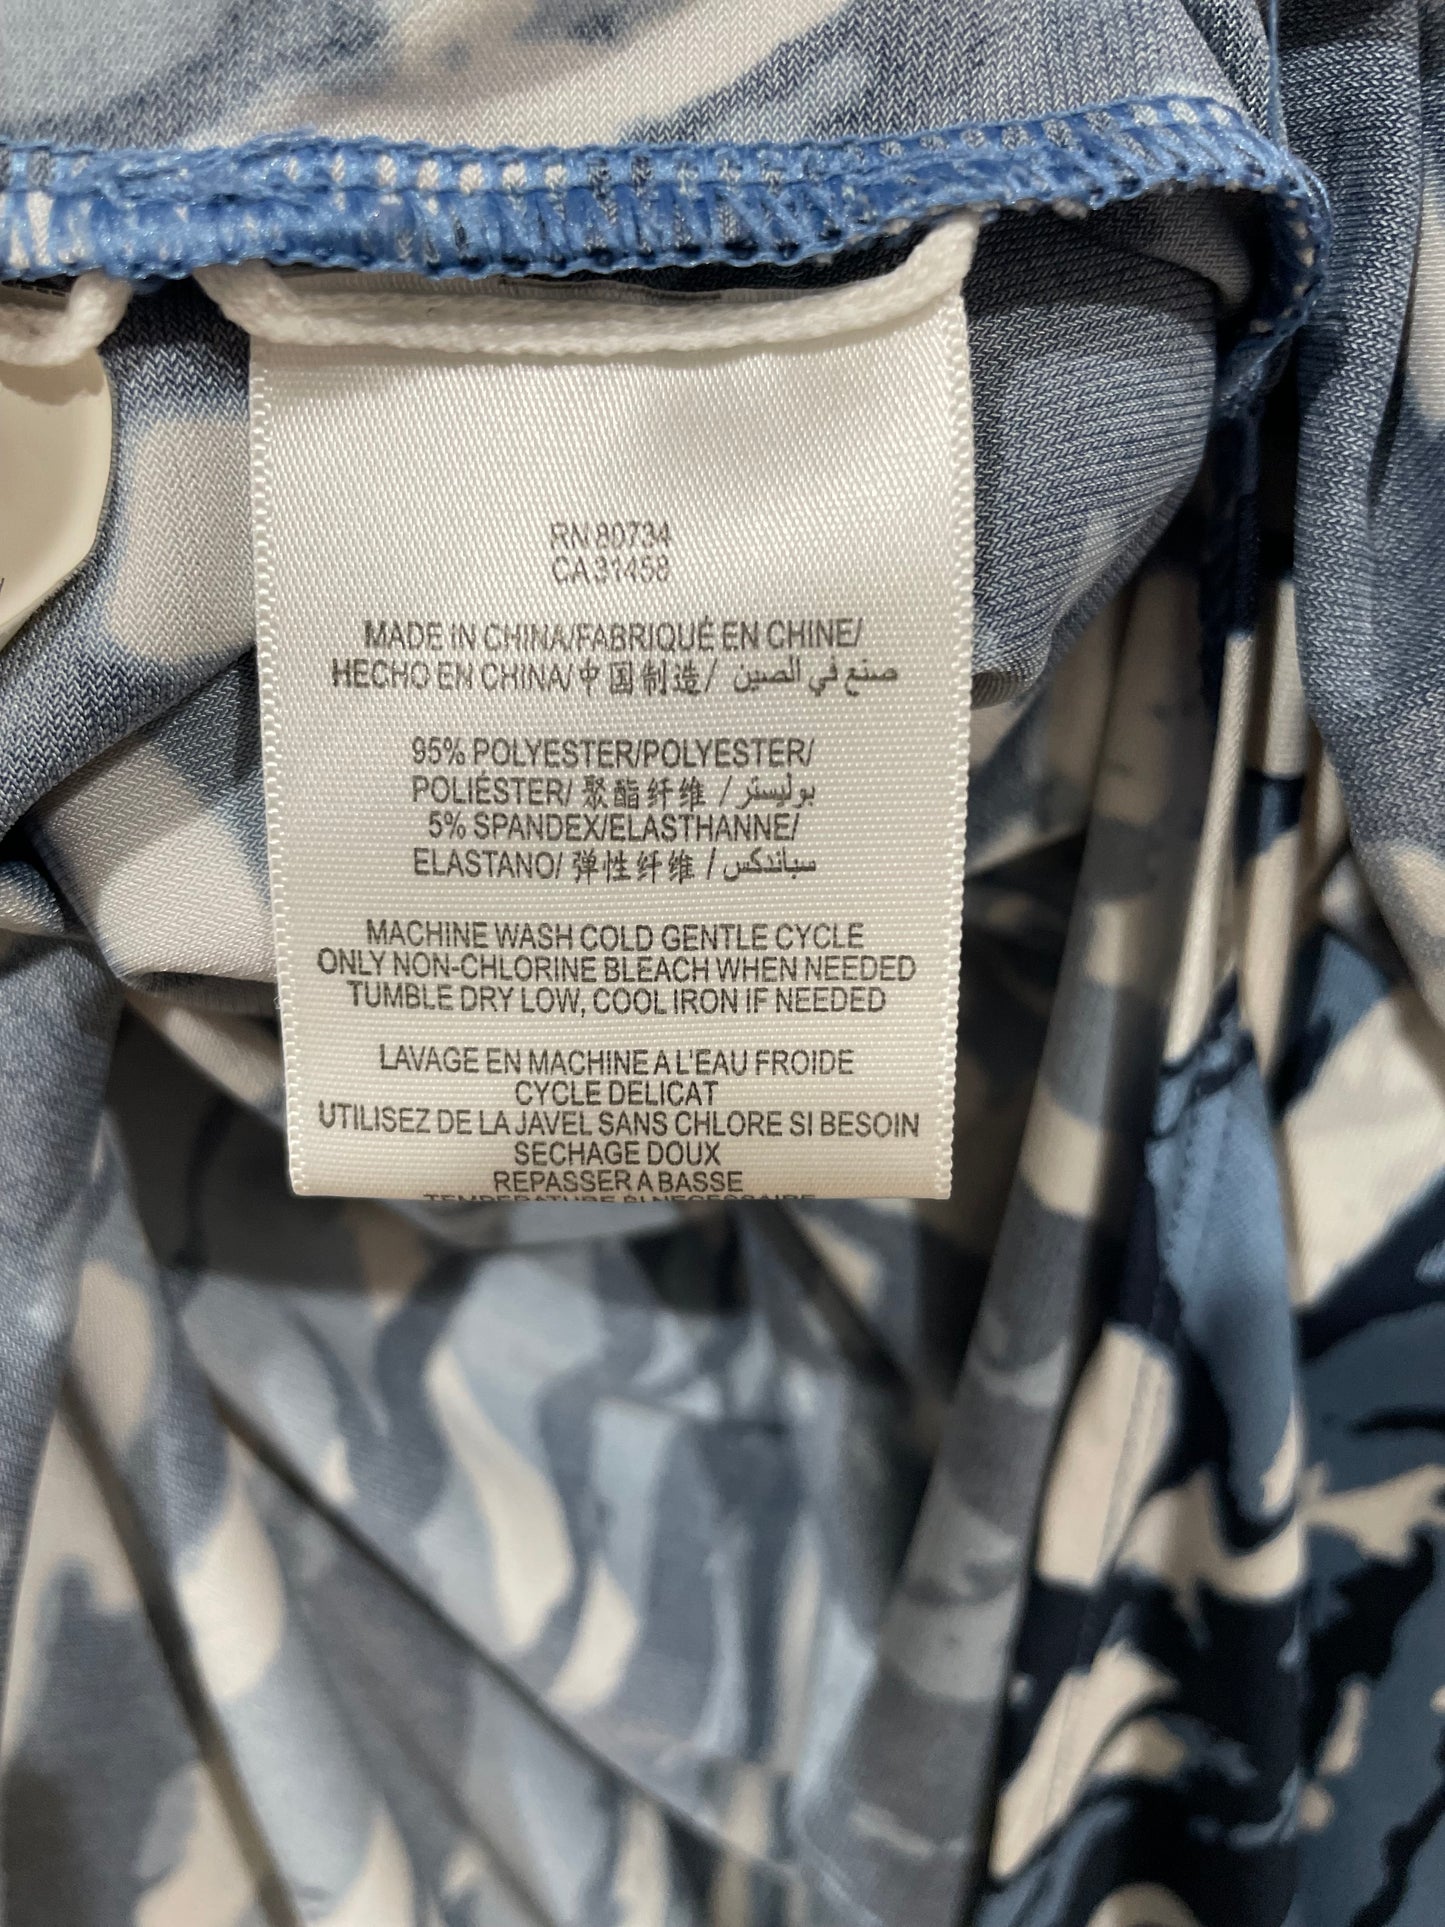 RN 80734
CA 31458
MADE IN CHINA/FABRIQUÉ EN CHINE/
HECHO EN CHINA/ 中国制造/ صنع في الصين
95% POLYESTER/POLYESTER/
POLIÉSTER/ 聚酯纤维 / بوليستر
5% SPANDEX/ELASTHANNE/
ELASTANO/ 弹性纤维 / سباندكس
MACHINE WASH COLD GENTLE CYCLE
ONLY NON-CHLORINE BLEACH WHEN NEEDED
TUMBLE DRY LOW, COOL IRON IF NEEDED
LAVAGE EN MACHINE A L'EAU FROIDE
CYCLE DELICAT
UTILISEZ DE LA JAVEL SANS CHLORE SI BESOIN
SECHAGE DOUX
REPASSER A BASSE
TEMPERATURE SI NECESSAIRE